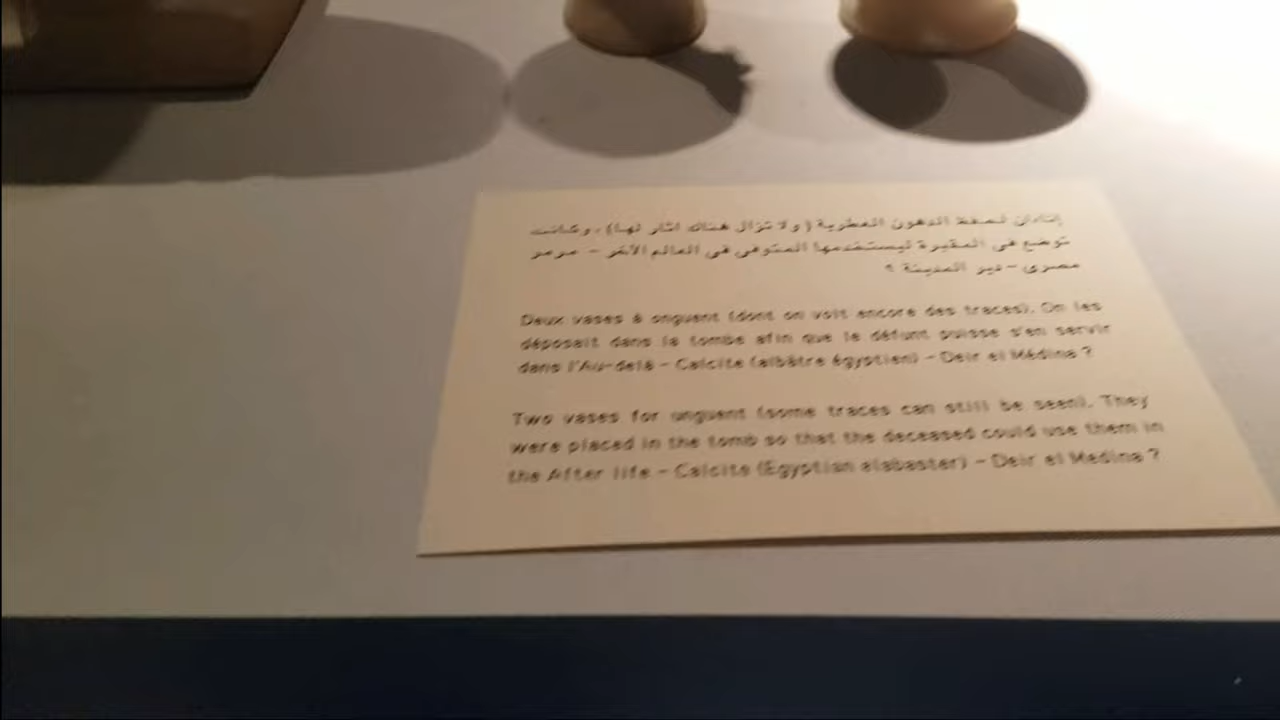 إناءان لحفظ الدهون العطرية ( ولا تزال هناك اثار لها) ، وكانت
توضع فى المقبرة ليستخدمها المتوفى فى العالم الآخر - مرمر
مصرى - دير المدينة ؟
Deux vases à onguent (dont on voit encore des traces). On les
déposait dans la tombe afin que le défunt puisse s'en servir
dans l'Au-delà - Calcite (albâtre égyptien) - Deir el Médina ?
Two vases for unguent (some traces can still be seen). They
were placed in the tomb so that the deceased could use them in
the After life - Calcite (Egyptian alabaster) - Deir el Medina ?